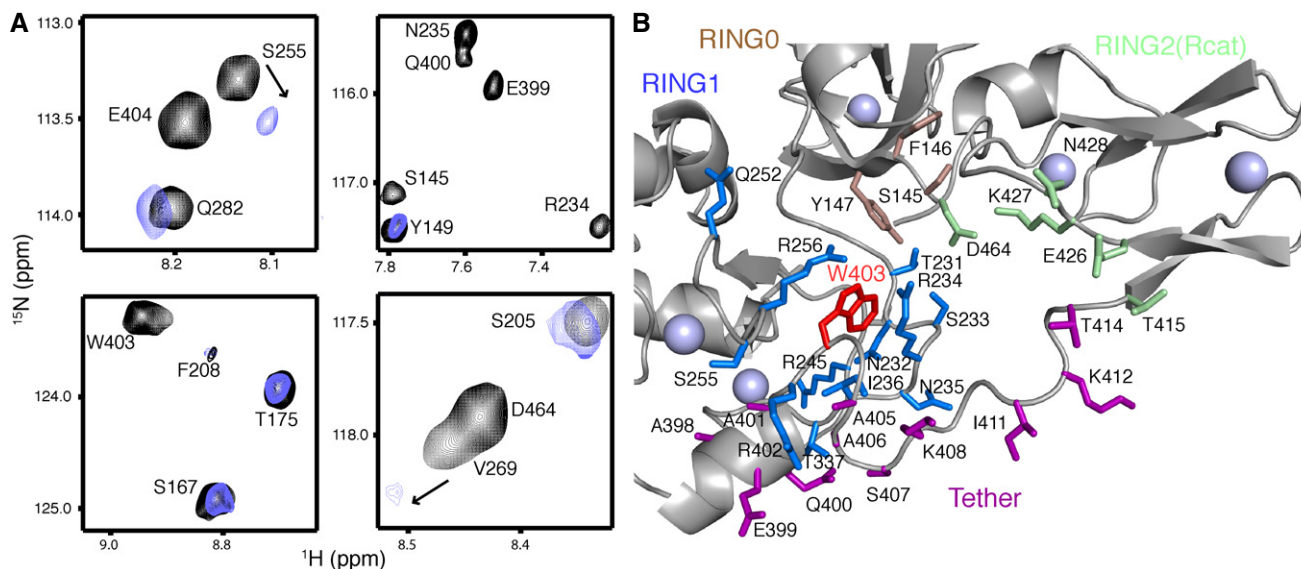 A
113.0
113.5
114.0
S255
E404
Q282
8.2
8.1
N235
Q400
E399
116.0
S145
117.0
Y149
R234
7.8
7.6
7.4
15N (ppm)
W403
F208
124.0
T175
S167
125.0
9.0
8.8
117.5
S205
D464
118.0
V269
8.5
8.4
1H (ppm)
B
RING0
RING1
RING2(Rcat)
F146
N428
Q252
K427
S145
Y147
D464
E426
R256
T231
W403
R234
S233
T414
T415
S255
N232
R245
I236
N235
K412
A401
A405
I411
A398
A406
K408
R402
T337
S407
Q400
Tether
E399